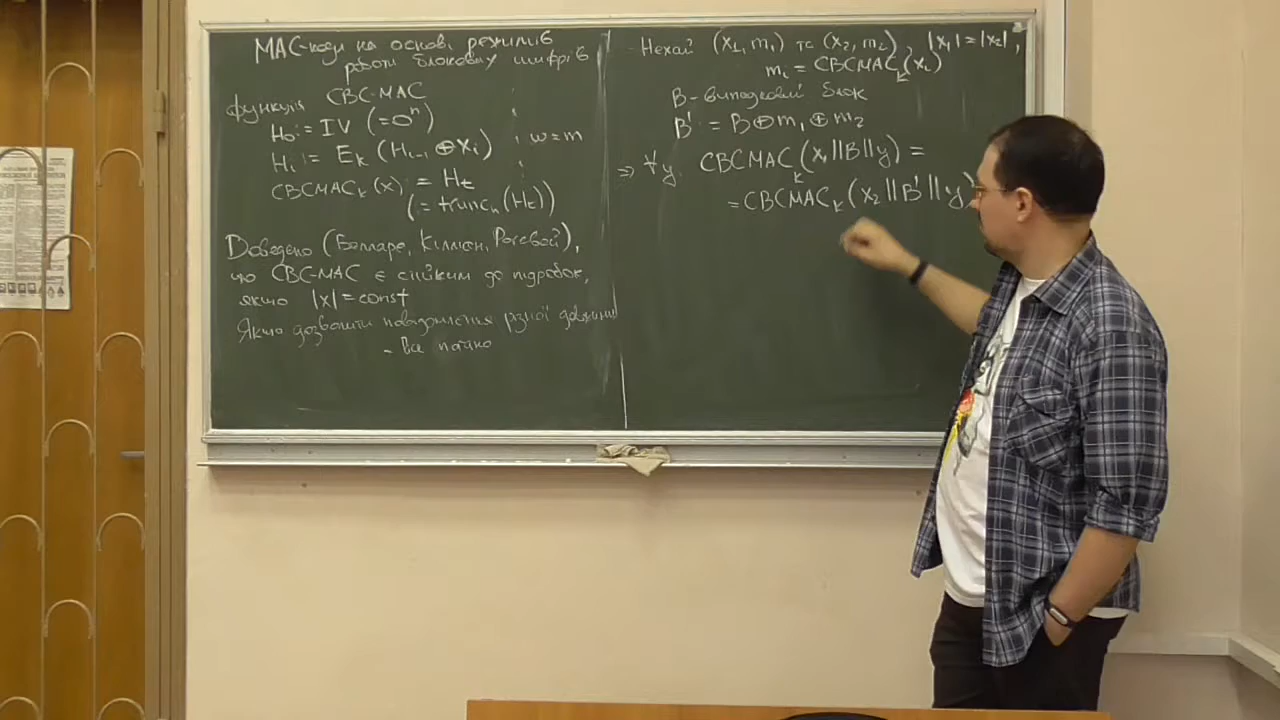 МАС-коди на основі режимів
роботи блокових шифрів
функція CBC-MAC
H₀ := IV (=0ⁿ)
Hᵢ := Eₖ (Hᵢ₋₁ ⊕ Xᵢ) , w=m
CBCMACₖ(x) := Hₜ
(= truncₙ(Hₜ))
Доведено (Белларе, Кіліан, Рогевей),
що CBC-MAC є стійким до підробок,
якщо |x| = const
Якщо дозволити повідомлення різної довжини
- все погано
Нехай (x₁, m₁) та (x₂, m₂), |x₁| = |x₂|,
mᵢ = CBCMACₖ(xᵢ)
B - випадковий блок
B' := B ⊕ m₁ ⊕ m₂
⇒ ∀y: CBCMACₖ(x₁||B||y) =
= CBCMACₖ(x₂||B'||y)